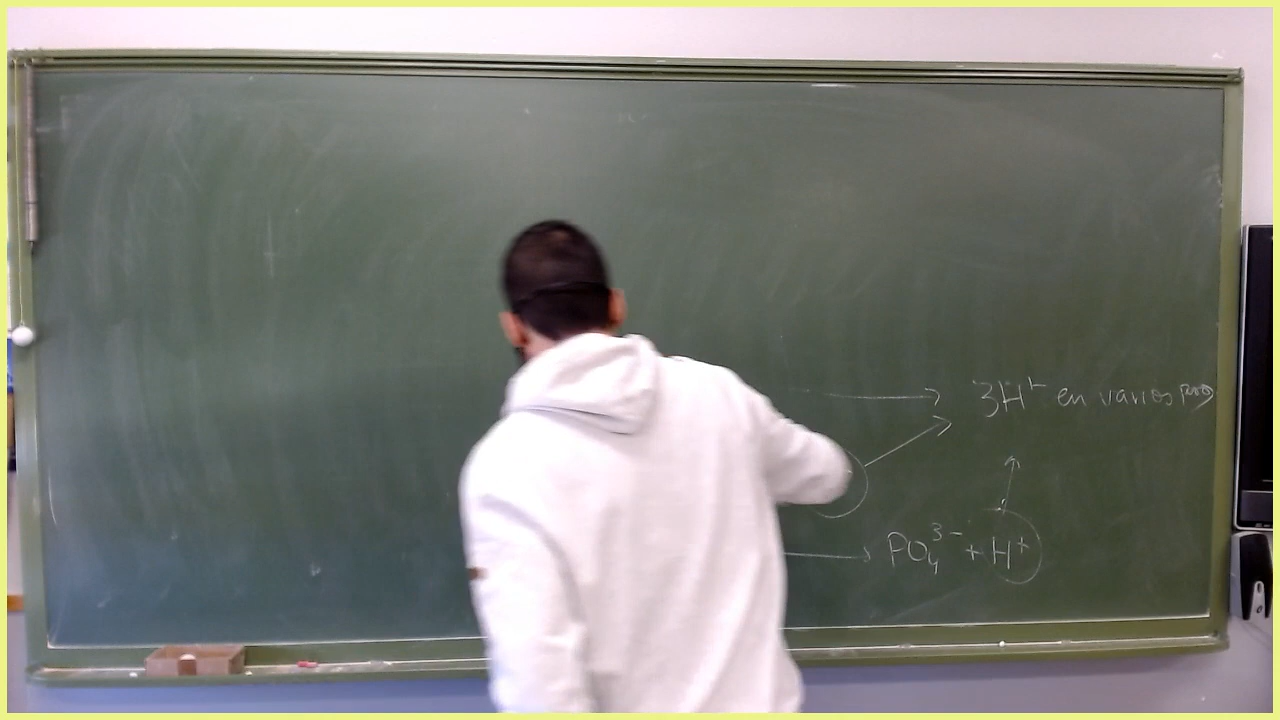 3H⁺ en varios
PO₄³⁻ + H⁺